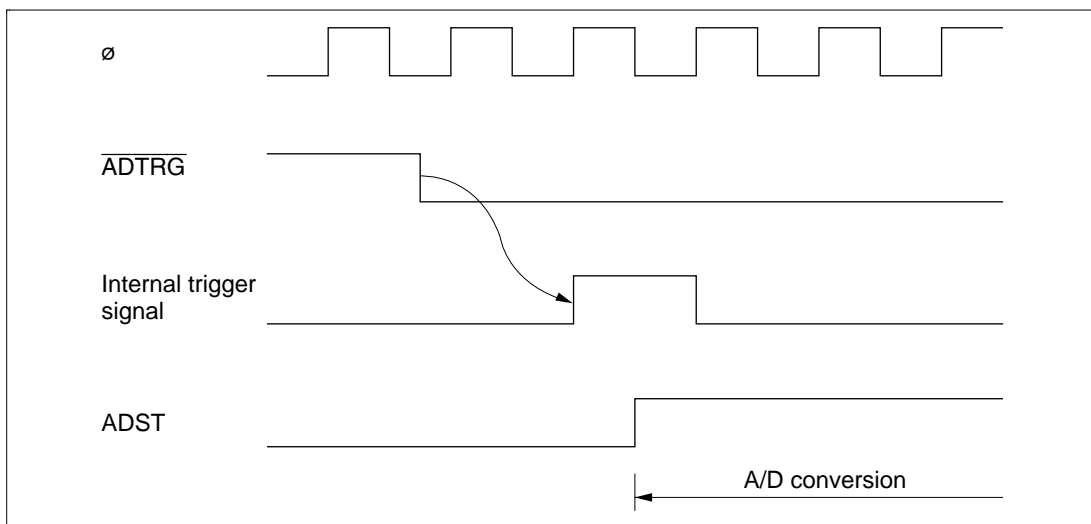 ø
ADTRG
Internal trigger
signal
ADST
A/D conversion